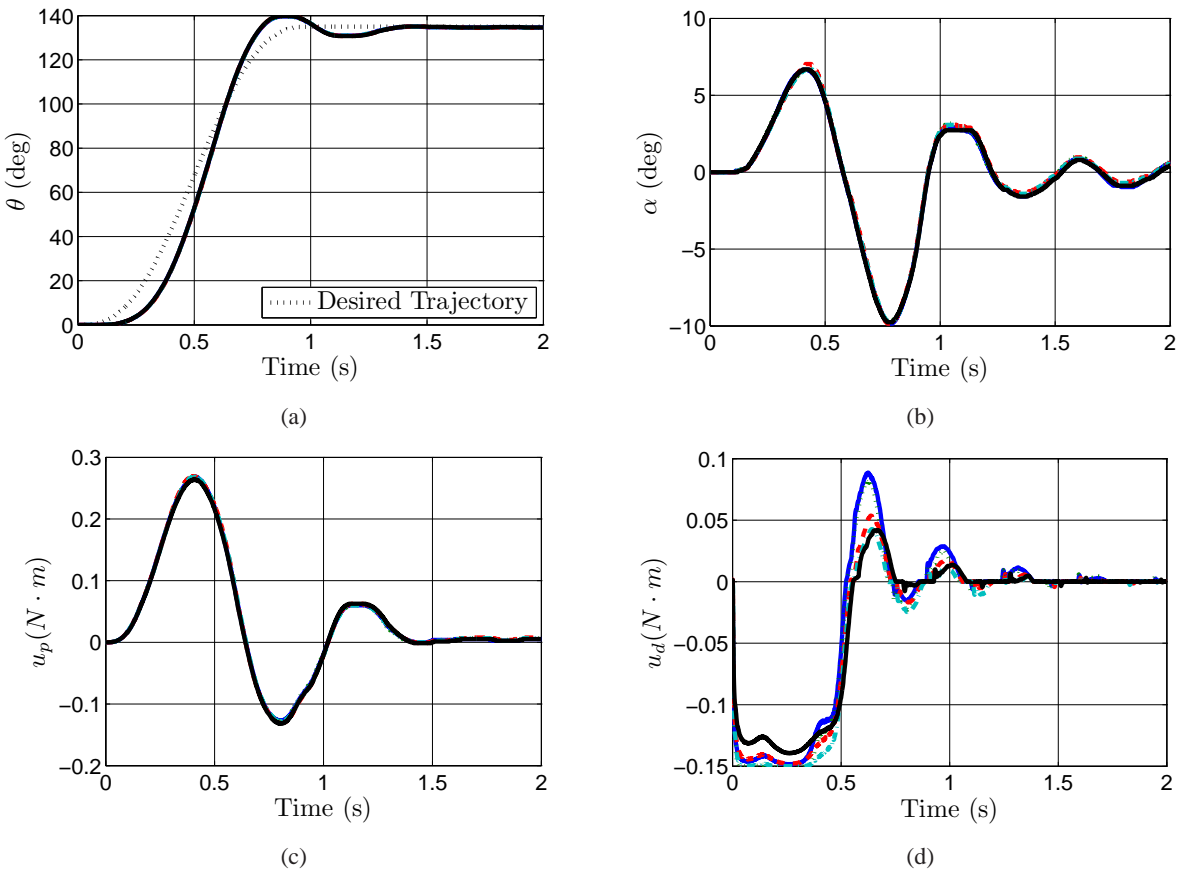 140
120
100
80
60
40
20
0
θ (deg)
0 0.5 1 1.5 2
Time (s)
Desired Trajectory
(a)
10
5
0
−5
−10
α (deg)
0 0.5 1 1.5 2
Time (s)
(b)
0.3
0.2
0.1
0
−0.1
−0.2
u_p(N · m)
0 0.5 1 1.5 2
Time (s)
(c)
0.1
0.05
0
−0.05
−0.1
−0.15
u_d(N · m)
0 0.5 1 1.5 2
Time (s)
(d)